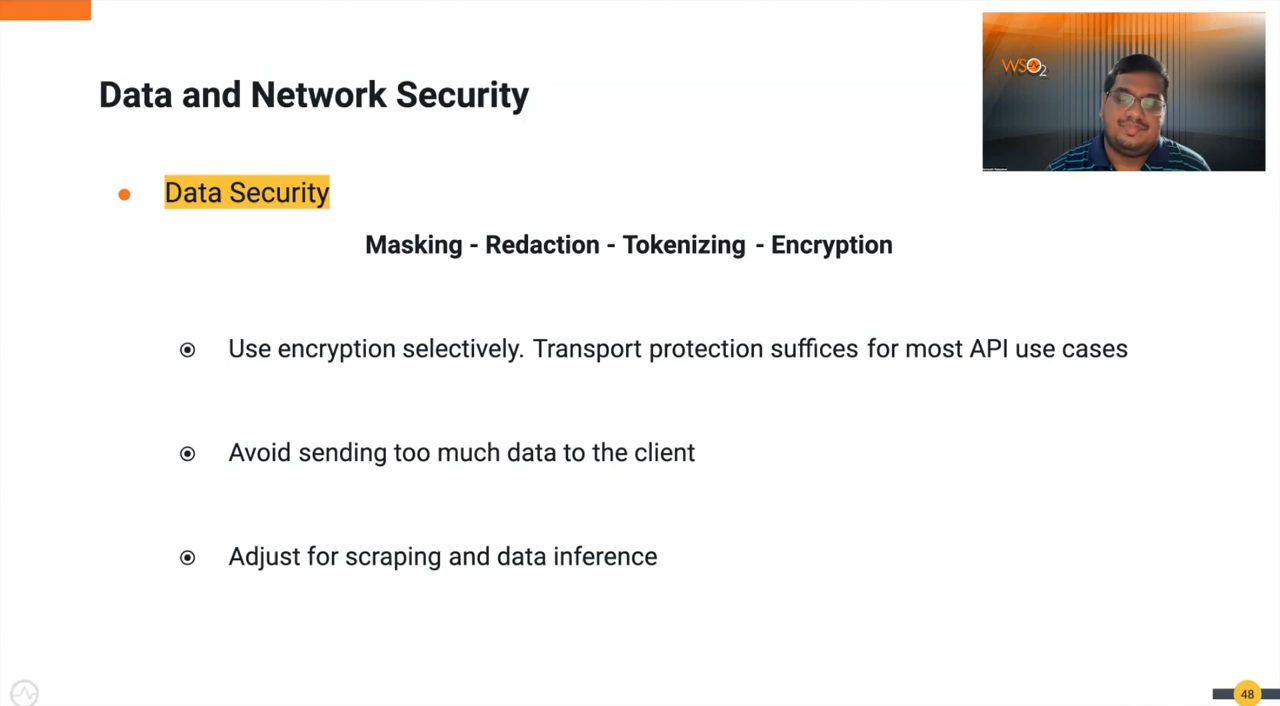 Data and Network Security
WSO2
Data Security
Masking - Redaction - Tokenizing - Encryption
Use encryption selectively. Transport protection suffices for most API use cases
Avoid sending too much data to the client
Adjust for scraping and data inference
48